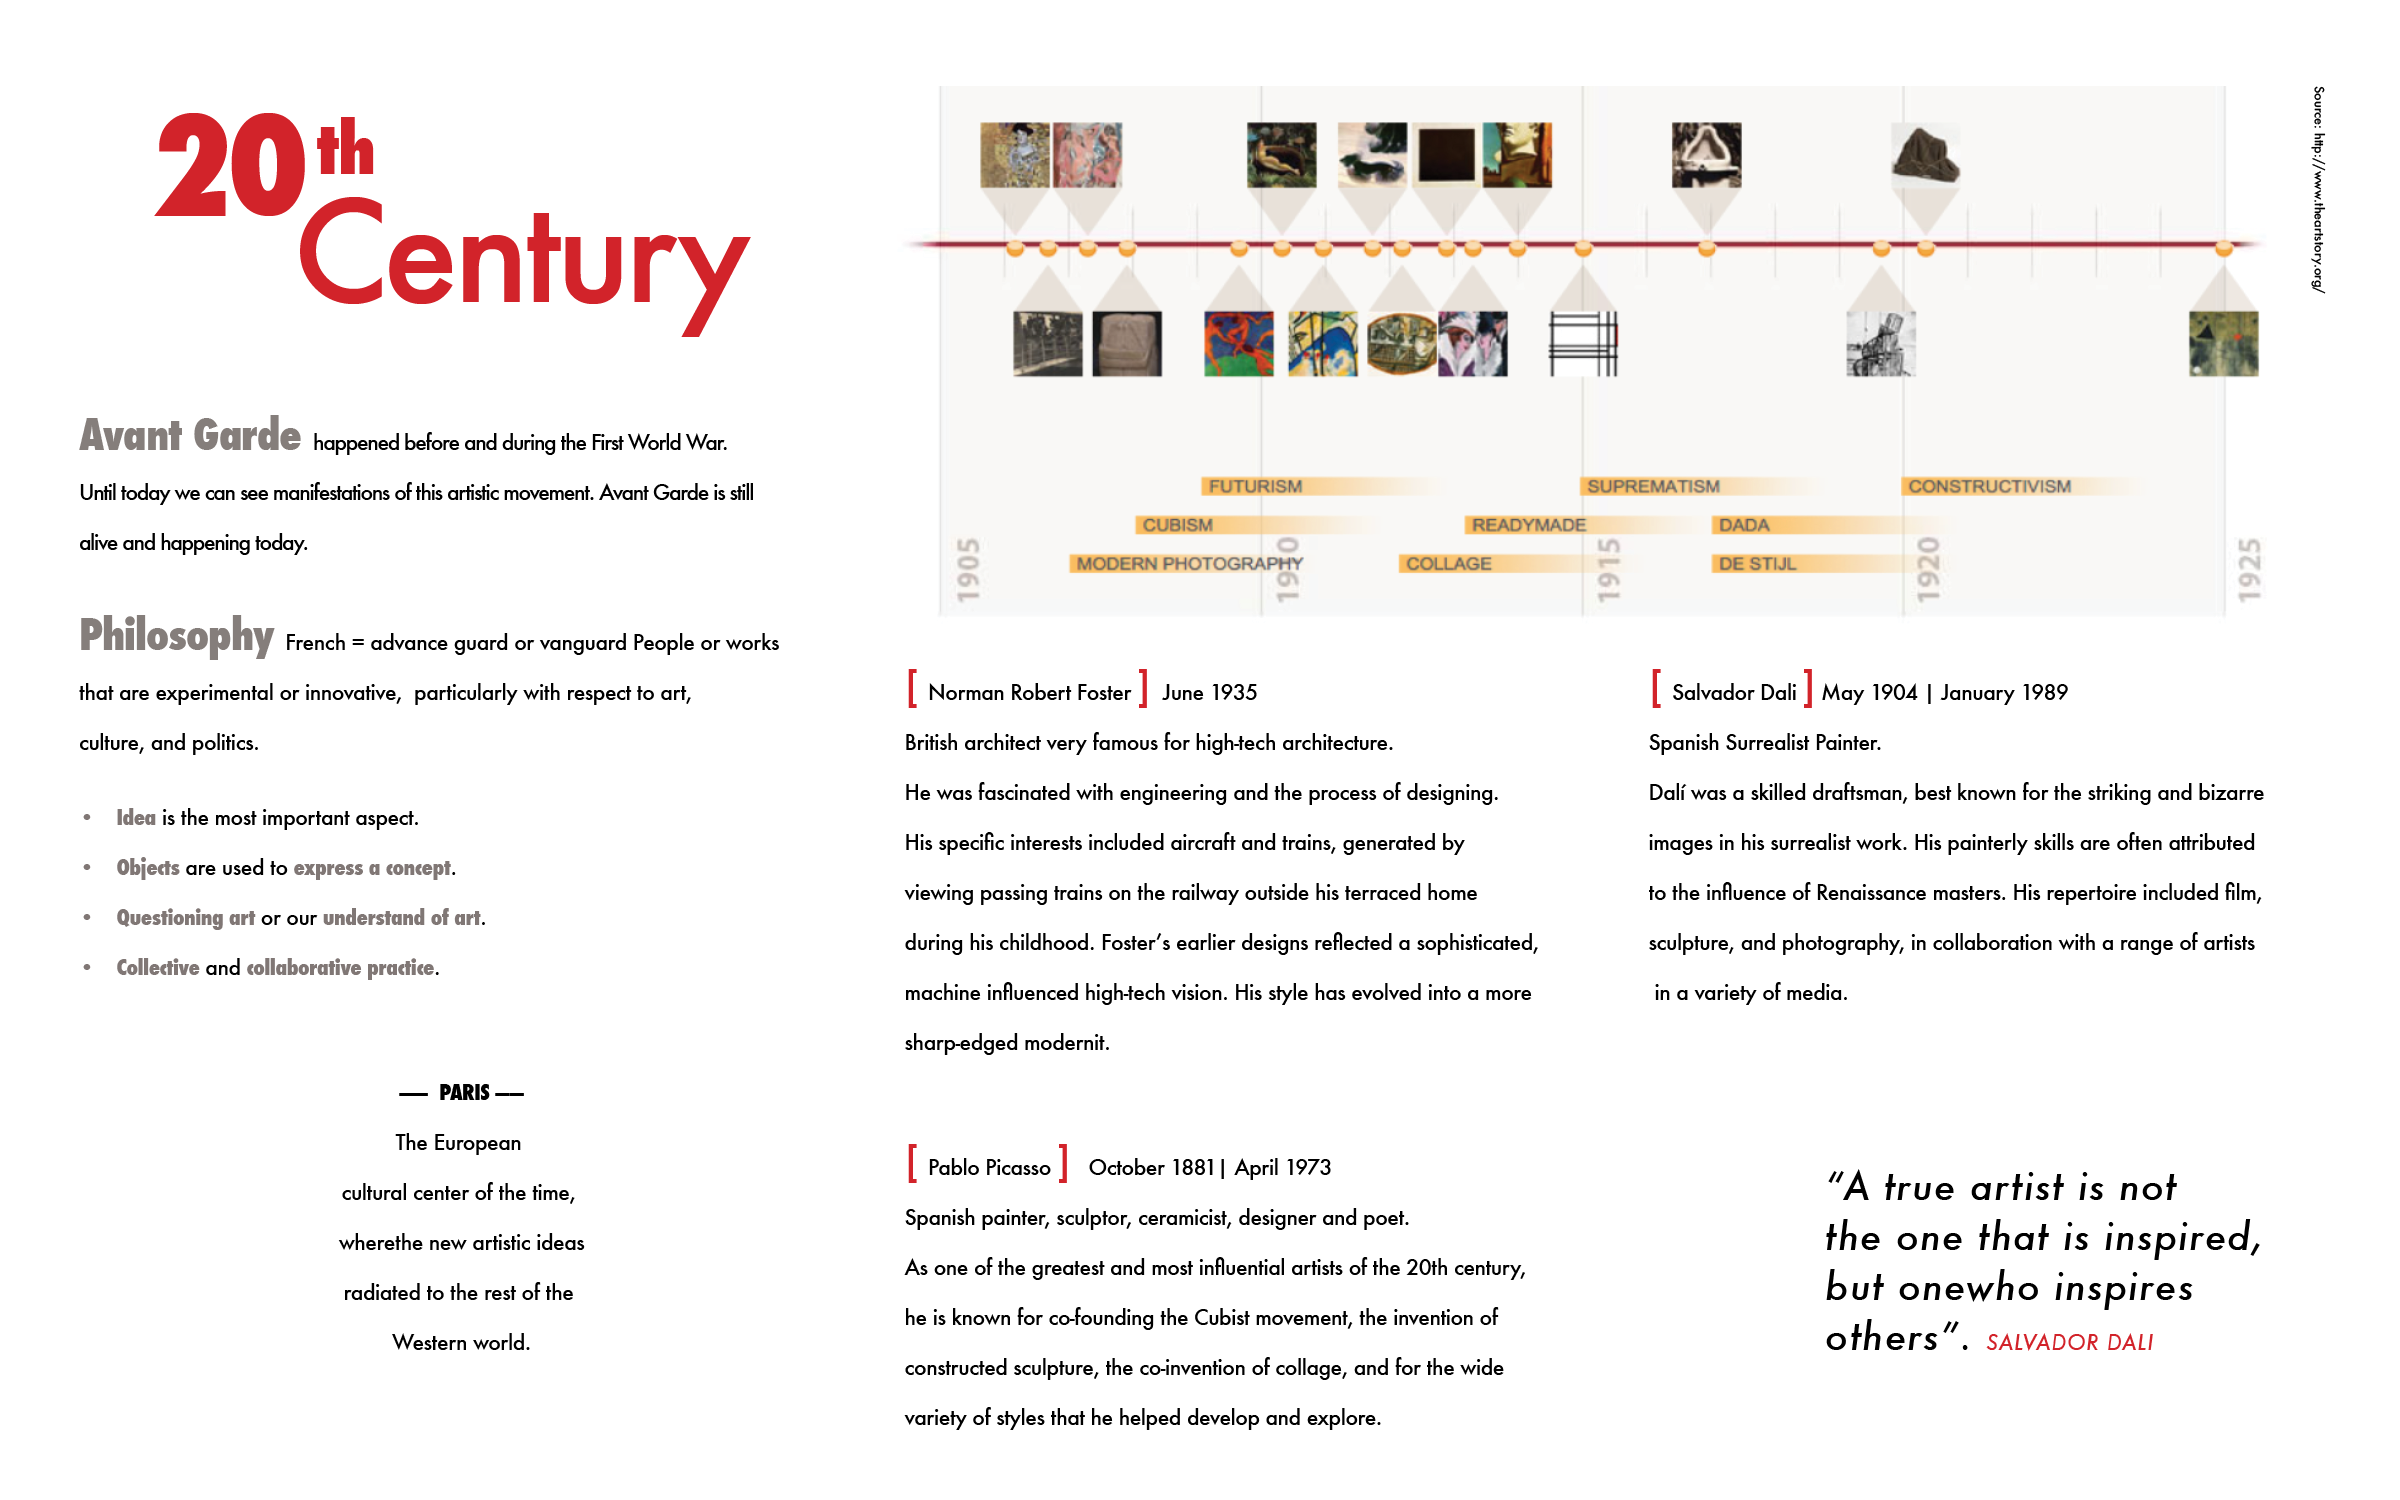 20th
Century
Avant Garde happened before and during the First World War.
Until today we can see manifestations of this artistic movement. Avant Garde is still
alive and happening today.
Philosophy French = advance guard or vanguard People or works
that are experimental or innovative, particularly with respect to art,
culture, and politics.
• Idea is the most important aspect.
• Objects are used to express a concept.
• Questioning art or our understand of art.
• Collective and collaborative practice.
— PARIS —
The European
cultural center of the time,
wherethe new artistic ideas
radiated to the rest of the
Western world.
Source: http://www.theartstory.org/
FUTURISM
SUPREMATISM
CONSTRUCTIVISM
CUBISM
READYMADE
DADA
MODERN PHOTOGRAPHY
COLLAGE
DE STIJL
1905
1910
1915
1920
1925
[ Norman Robert Foster ] June 1935
British architect very famous for high-tech architecture.
He was fascinated with engineering and the process of designing.
His specific interests included aircraft and trains, generated by
viewing passing trains on the railway outside his terraced home
during his childhood. Foster’s earlier designs reflected a sophisticated,
machine influenced high-tech vision. His style has evolved into a more
sharp-edged modernit.
[ Pablo Picasso ] October 1881| April 1973
Spanish painter, sculptor, ceramicist, designer and poet.
As one of the greatest and most influential artists of the 20th century,
he is known for co-founding the Cubist movement, the invention of
constructed sculpture, the co-invention of collage, and for the wide
variety of styles that he helped develop and explore.
[ Salvador Dali ] May 1904 | January 1989
Spanish Surrealist Painter.
Dalí was a skilled draftsman, best known for the striking and bizarre
images in his surrealist work. His painterly skills are often attributed
to the influence of Renaissance masters. His repertoire included film,
sculpture, and photography, in collaboration with a range of artists
in a variety of media.
“A true artist is not
the one that is inspired,
but onewho inspires
others”. SALVADOR DALI